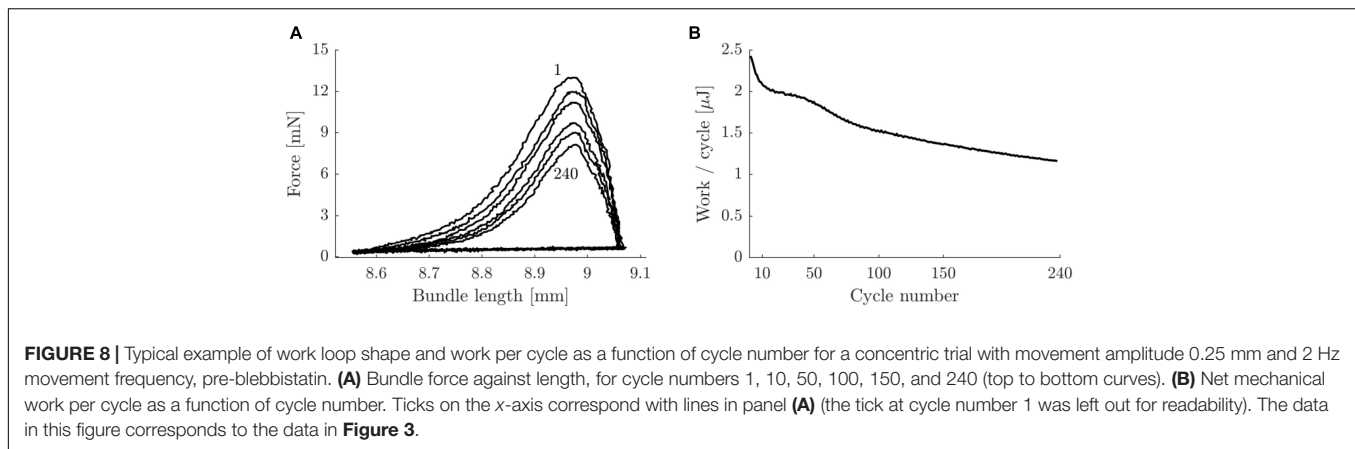 A
B
15
12
9
6
3
0
Force [mN]
1
240
8.6 8.7 8.8 8.9 9 9.1
Bundle length [mm]
2.5
2
1.5
1
0.5
0
Work / cycle [μJ]
10 50 100 150 240
Cycle number
FIGURE 8 | Typical example of work loop shape and work per cycle as a function of cycle number for a concentric trial with movement amplitude 0.25 mm and 2 Hz
movement frequency, pre-blebbistatin. (A) Bundle force against length, for cycle numbers 1, 10, 50, 100, 150, and 240 (top to bottom curves). (B) Net mechanical
work per cycle as a function of cycle number. Ticks on the x-axis correspond with lines in panel (A) (the tick at cycle number 1 was left out for readability). The data
in this figure corresponds to the data in Figure 3.